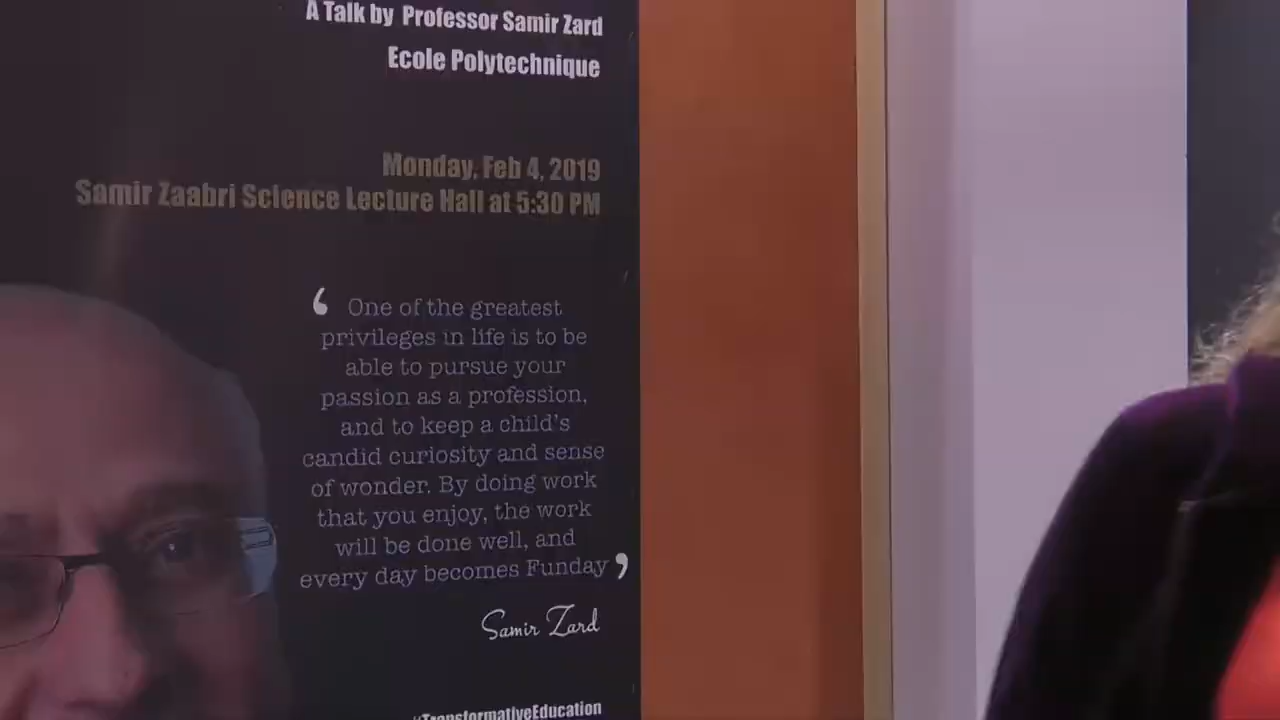 A Talk by Professor Samir Zard
Ecole Polytechnique
Monday, Feb 4, 2019
Samir Zaabri Science Lecture Hall at 5:30 PM
‘ One of the greatest
privileges in life is to be
able to pursue your
passion as a profession,
and to keep a child's
candid curiosity and sense
of wonder. By doing work
that you enjoy, the work
will be done well, and
every day becomes Funday ’
Samir Zard
#TransformativeEducation